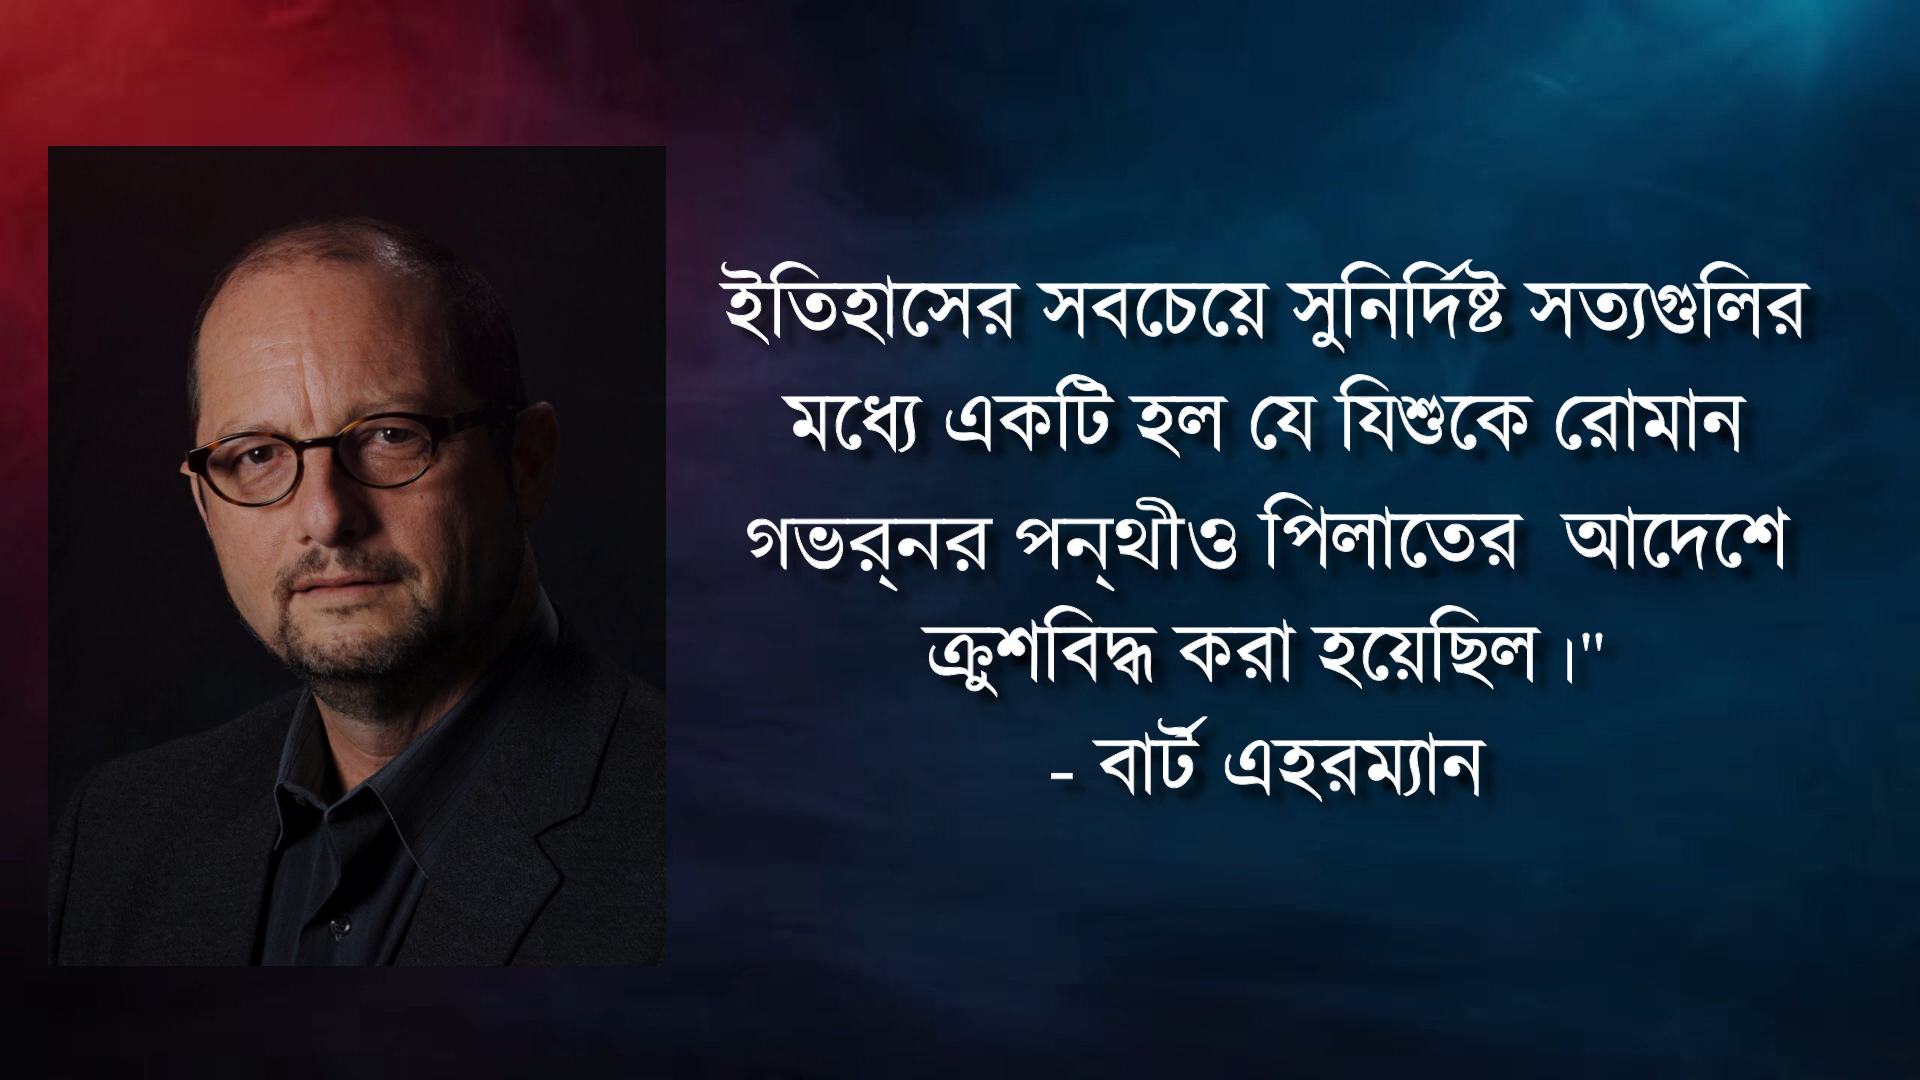 ইতিহাসের সবচেয়ে সুনির্দিষ্ট সত্যগুলির
মধ্যে একটি হল যে যিশুকে রোমান
গভর্‌নর পন্‌থীও পিলাতের আদেশে
ক্রুশবিদ্ধ করা হয়েছিল।"
- বার্ট এহরম্যান